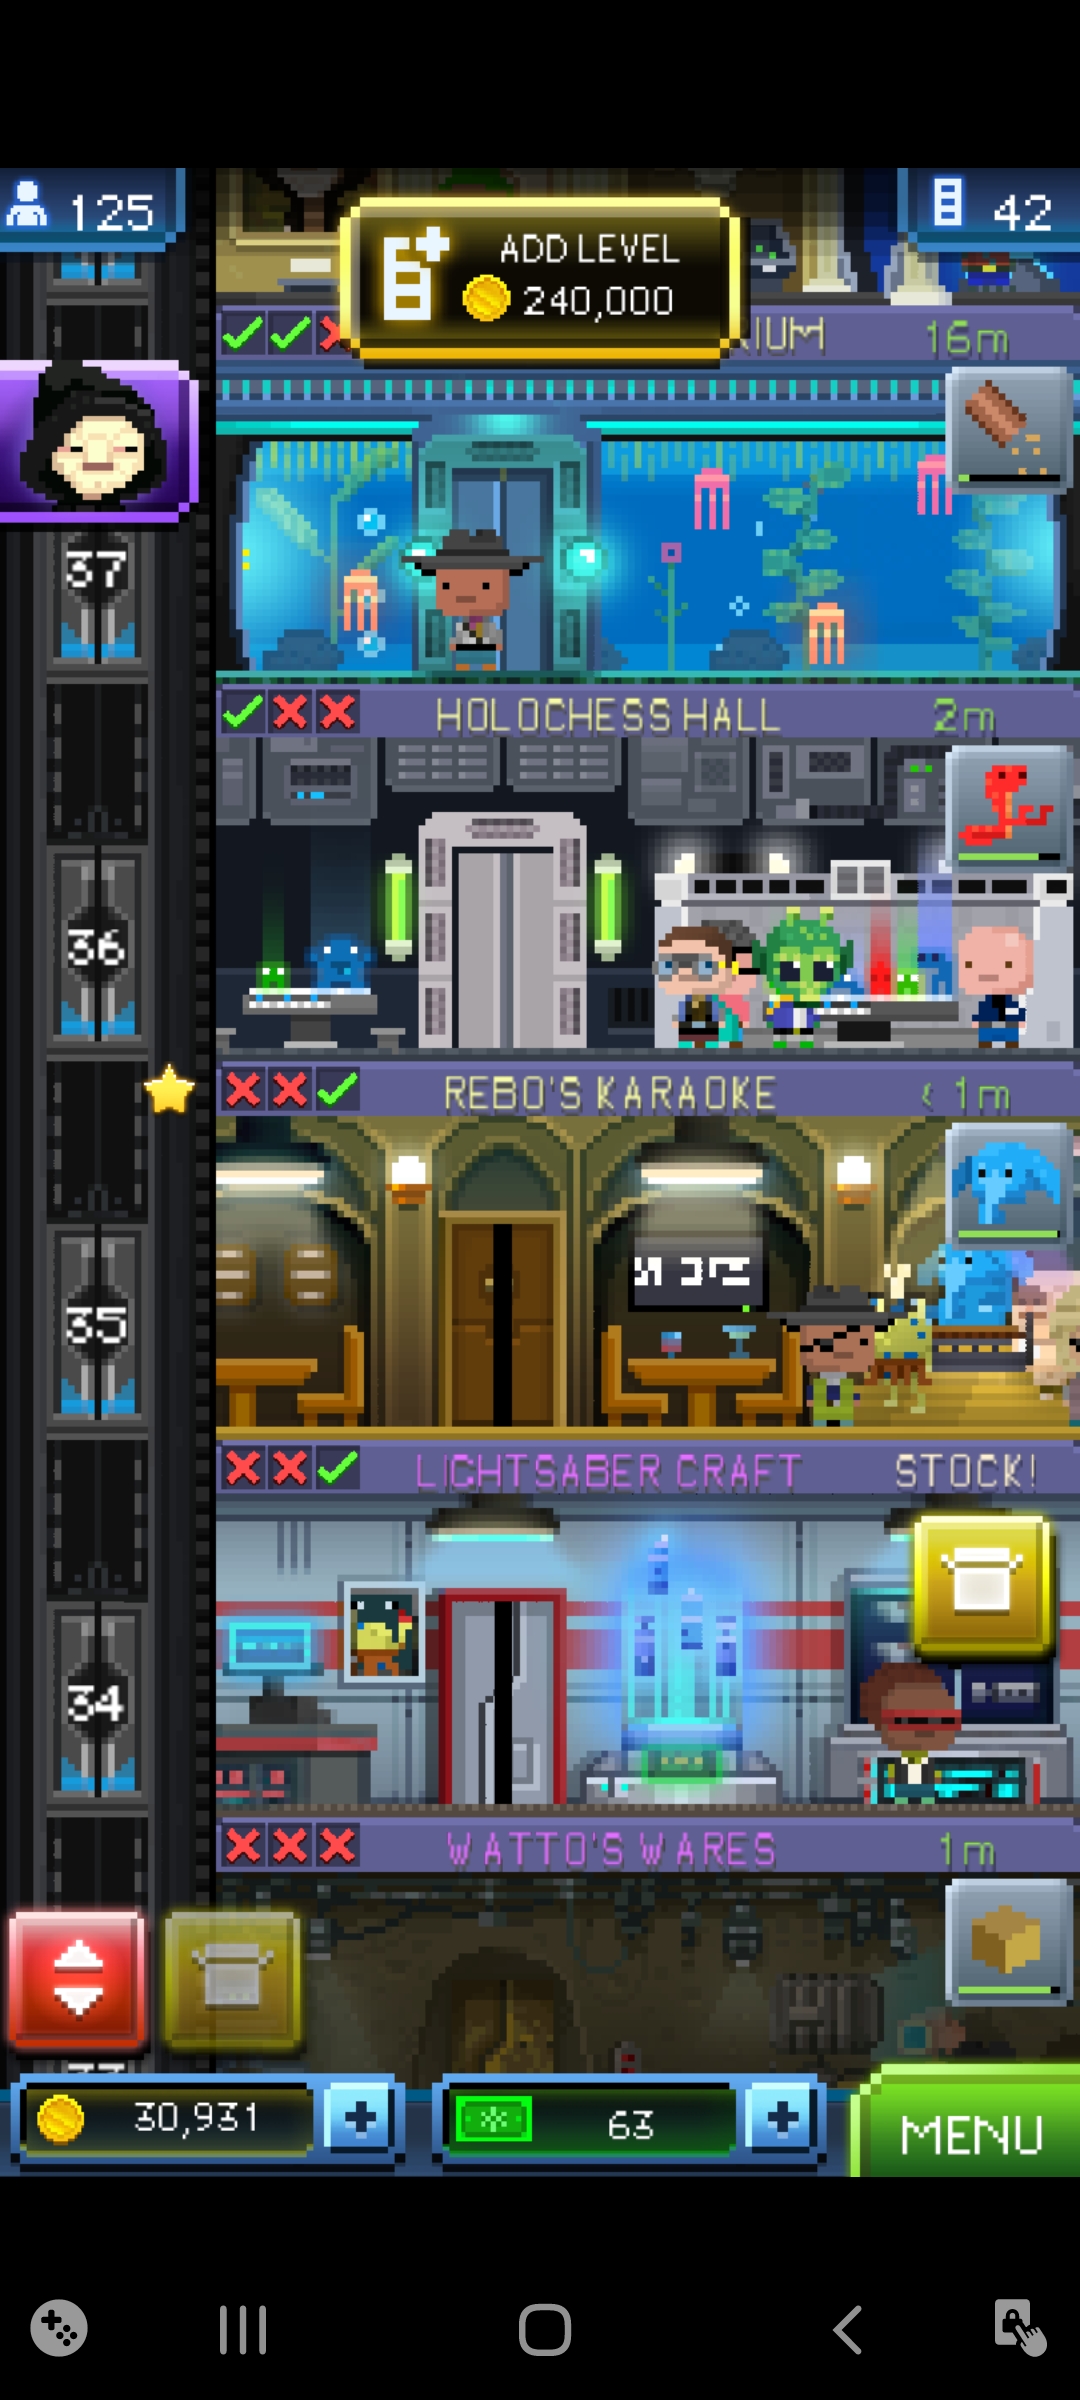 125
ADD LEVEL
240,000
42
16m
37
HOLOCHESS HALL
2m
36
REBO'S KARAOKE
< 1m
35
LIGHTSABER CRAFT
STOCK!
34
WATTO'S WARES
1m
30,931
63
MENU